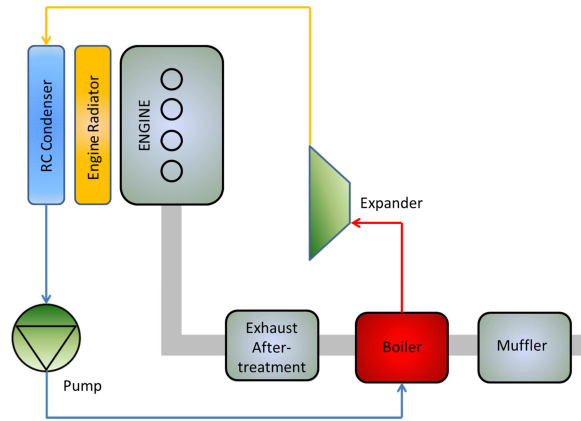 RC Condenser
Engine Radiator
ENGINE
Expander
Exhaust
After-
treatment
Boiler
Muffler
Pump